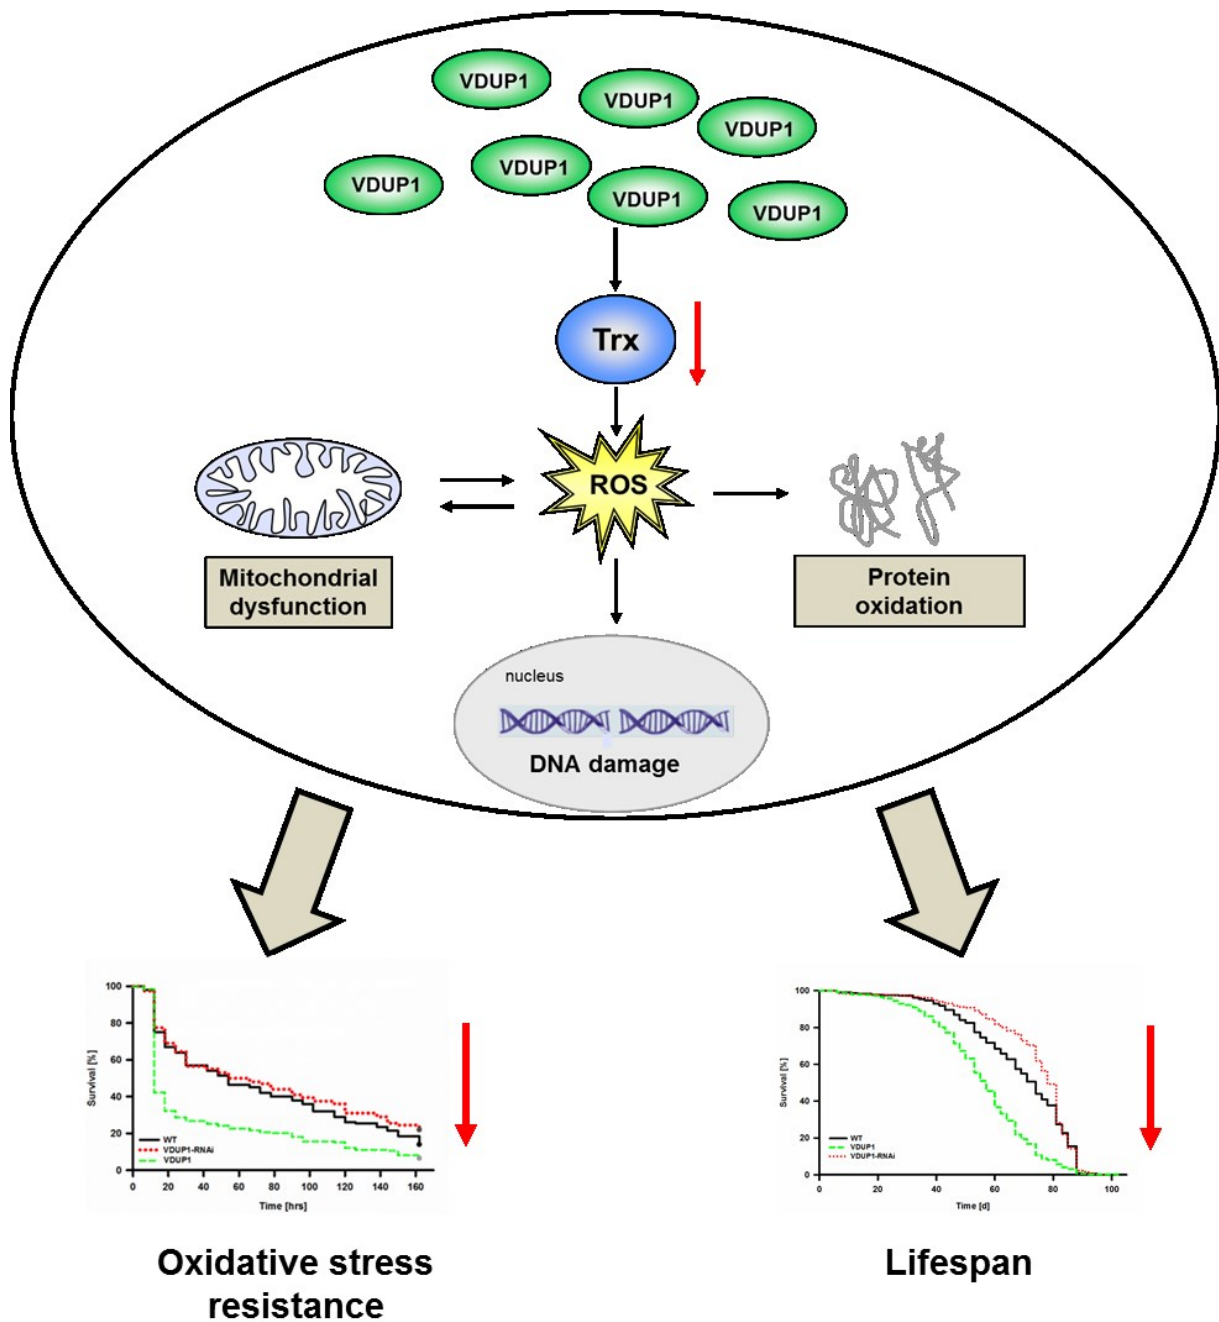 VDUP1
VDUP1
VDUP1
VDUP1
VDUP1
VDUP1
VDUP1
Trx
ROS
Mitochondrial
dysfunction
Protein
oxidation
nucleus
DNA damage
100
80
60
40
20
0
Survival [%]
WT
VDUP1-RNAi
VDUP1
0 20 40 60 80 100 120 140 160
Time [hrs]
100
80
60
40
20
0
Survival [%]
WT
VDUP1
VDUP1-RNAi
0 20 40 60 80 100
Time [d]
Oxidative stress
resistance
Lifespan